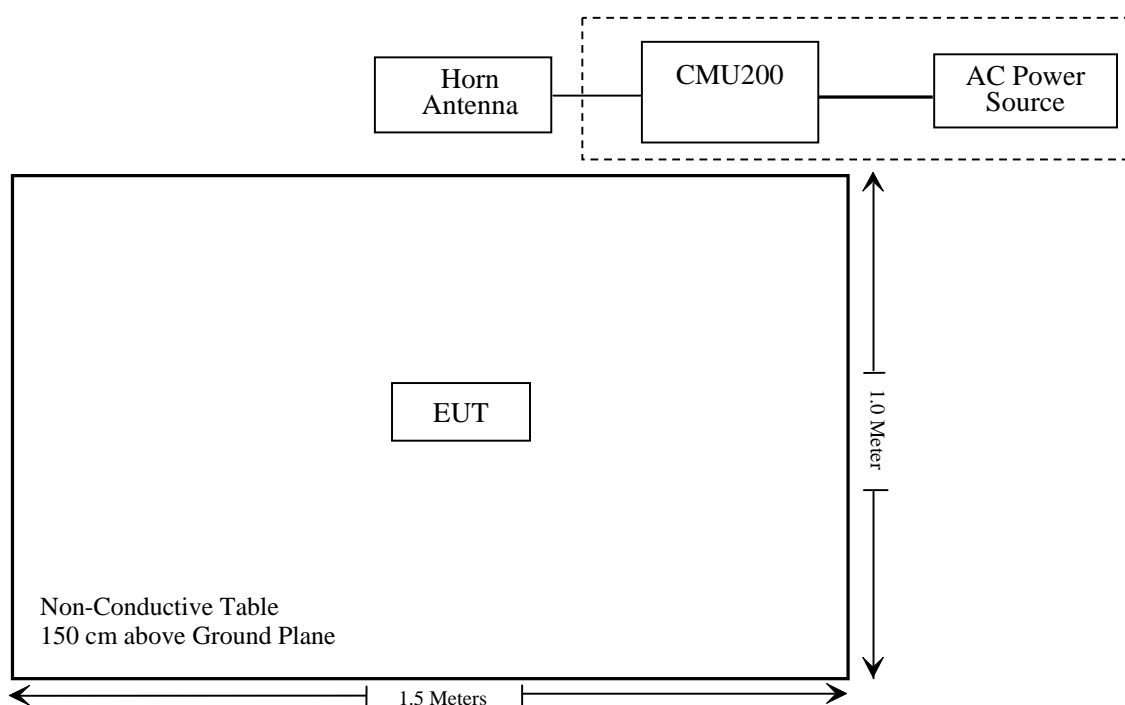 Horn
Antenna
CMU200
AC Power
Source
EUT
1.0 Meter
Non-Conductive Table
150 cm above Ground Plane
1.5 Meters